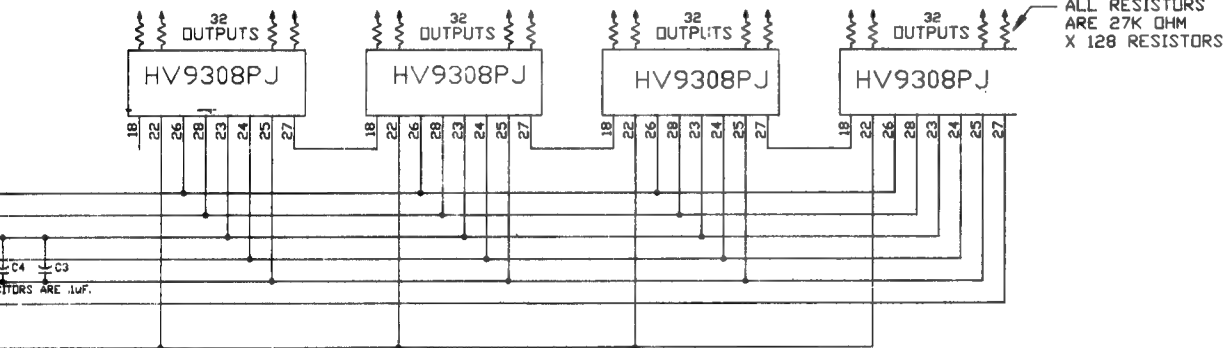 32
OUTPUTS
32
OUTPUTS
32
OUTPUTS
32
OUTPUTS
ALL RESISTORS
ARE 27K OHM
X 128 RESISTORS
HV9308PJ
HV9308PJ
HV9308PJ
HV9308PJ
18 22 26 28 23 24 25 27
18 22 26 28 23 24 25 27
18 22 26 28 23 24 25 27
18 22 26 28 23 24 25 27
C4 C3
ITORS ARE .1uF.